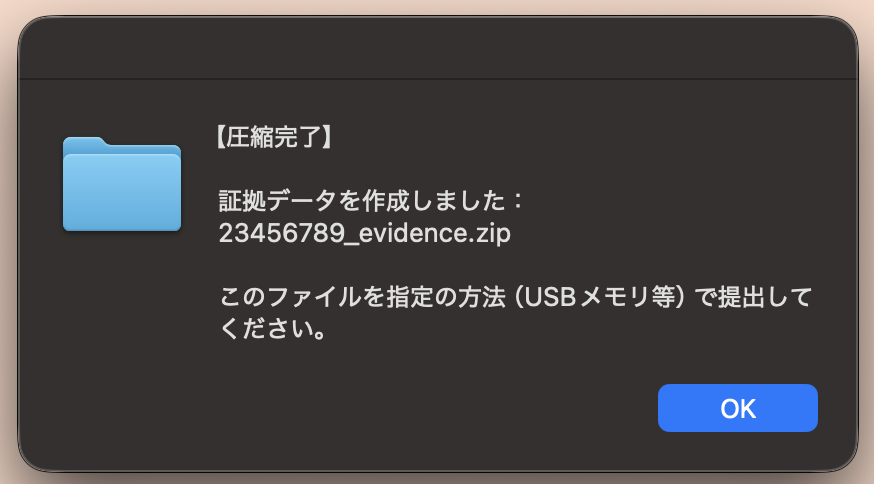 【圧縮完了】
証拠データを作成しました：
23456789_evidence.zip
このファイルを指定の方法（USBメモリ等）で提出して
ください。
OK